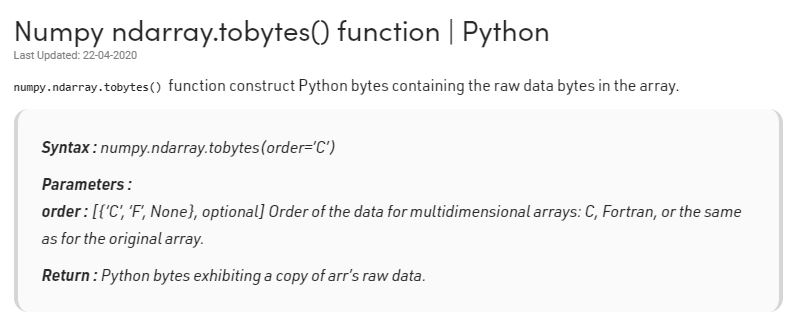 Numpy ndarray.tobytes() function | Python
Last Updated: 22-04-2020
numpy.ndarray.tobytes() function construct Python bytes containing the raw data bytes in the array.
Syntax : numpy.ndarray.tobytes(order='C')
Parameters :
order : [{'C', 'F', None}, optional] Order of the data for multidimensional arrays: C, Fortran, or the same
as for the original array.
Return : Python bytes exhibiting a copy of arr's raw data.